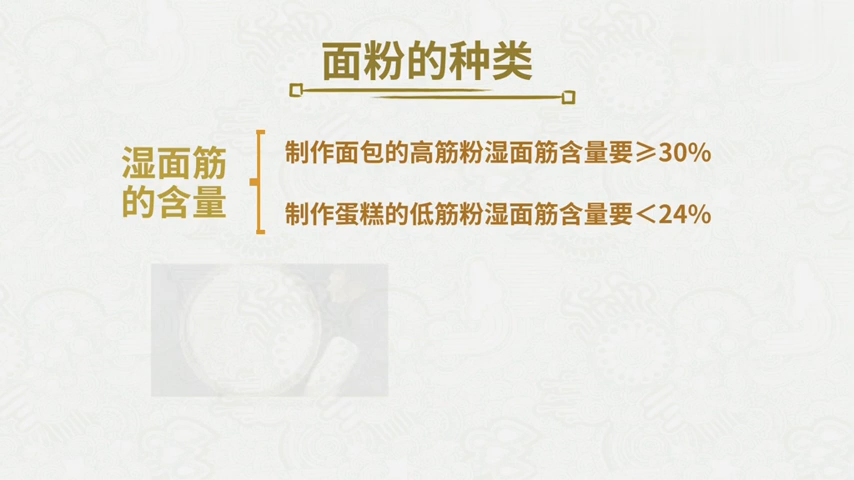 面粉的种类
湿面筋
的含量
制作面包的高筋粉湿面筋含量要≥30%
制作蛋糕的低筋粉湿面筋含量要＜24%